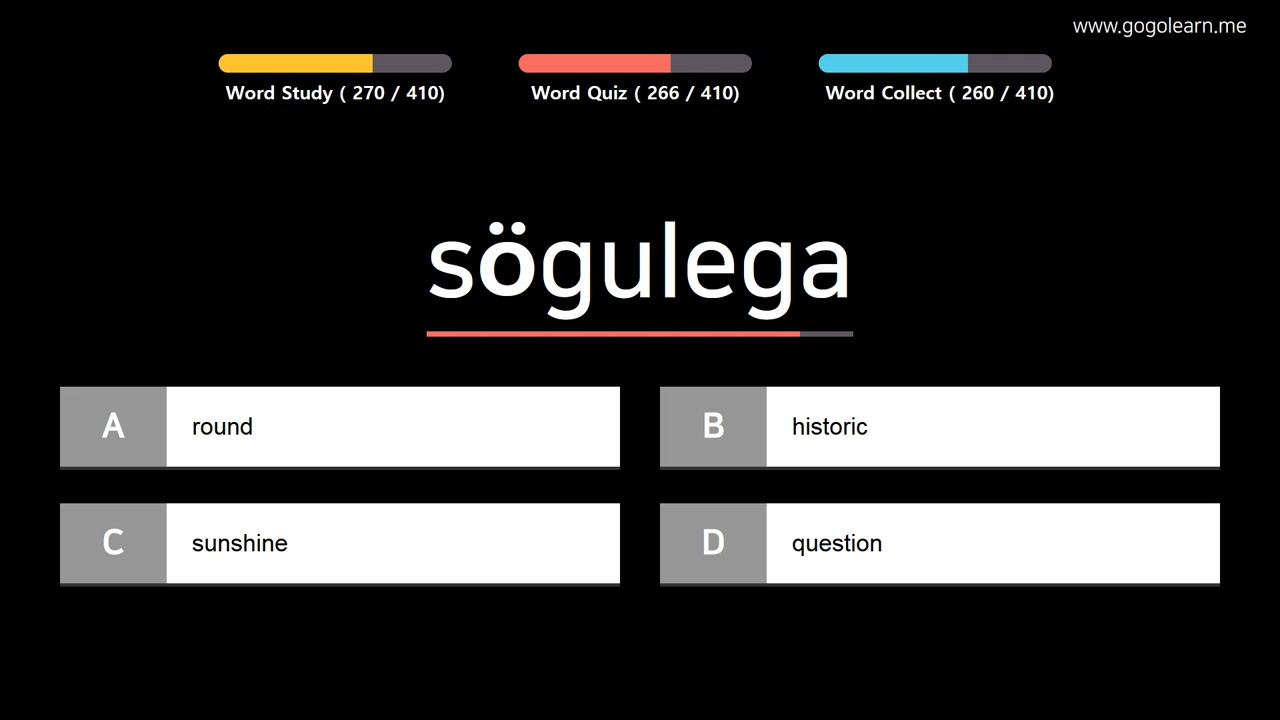 www.gogolearn.me
Word Study ( 270 / 410)
Word Quiz ( 266 / 410)
Word Collect ( 260 / 410)
sögulega
A round
B historic
C sunshine
D question